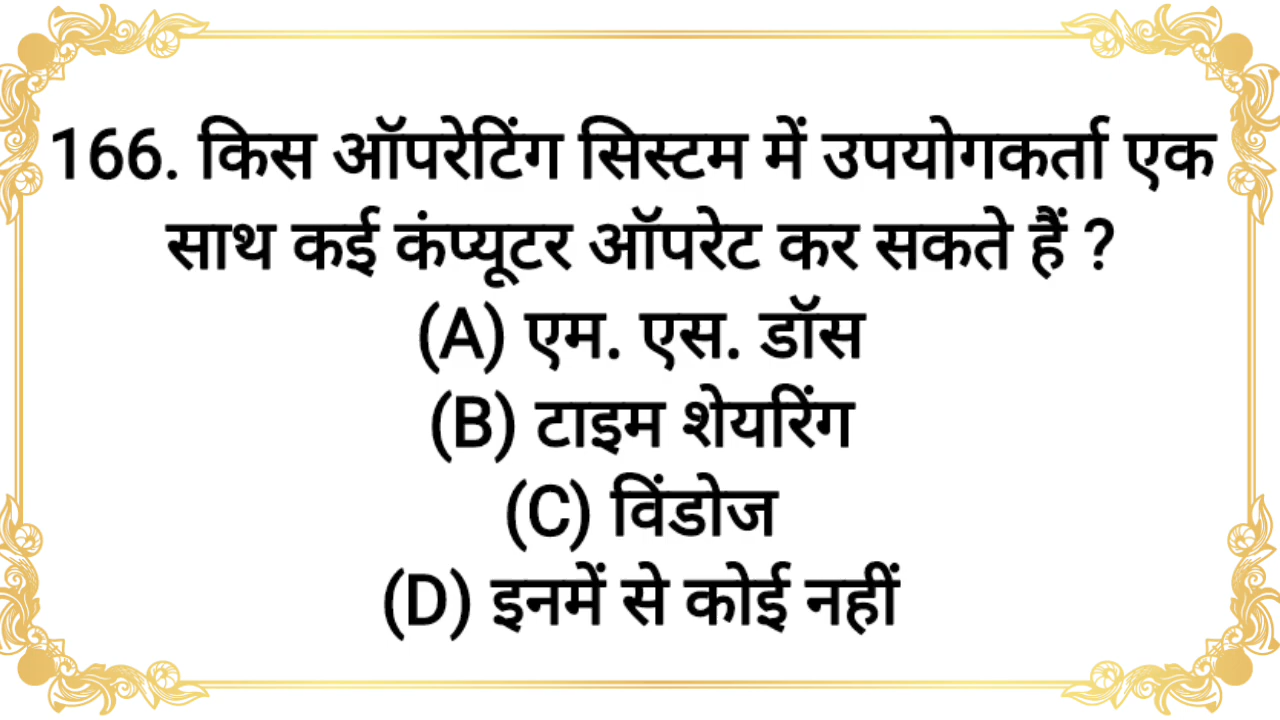 166. किस ऑपरेटिंग सिस्टम में उपयोगकर्ता एक
साथ कई कंप्यूटर ऑपरेट कर सकते हैं ?
(A) एम. एस. डॉस
(B) टाइम शेयरिंग
(C) विंडोज
(D) इनमें से कोई नहीं